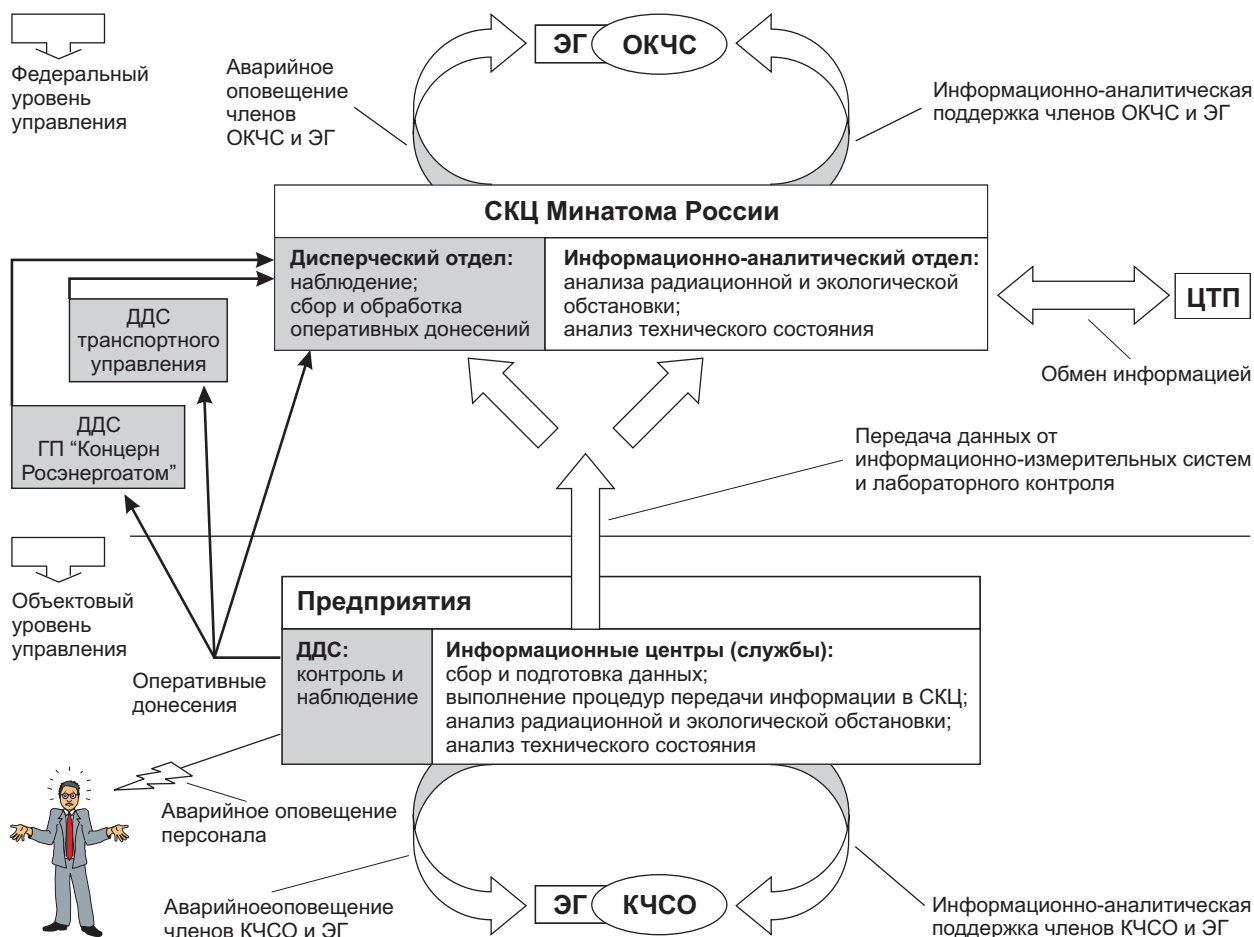 Федеральный
уровень
управления
Аварийное
оповещение
членов
ОКЧС и ЭГ
ЭГ
ОКЧС
Информационно-аналитическая
поддержка членов ОКЧС и ЭГ
СКЦ Минатома России
Дисперческий отдел:
наблюдение;
сбор и обработка
оперативных донесений
Информационно-аналитический отдел:
анализа радиационной и экологической
обстановки;
анализ технического состояния
ЦТП
Обмен информацией
ДДС
транспортного
управления
ДДС
ГП “Концерн
Росэнергоатом”
Передача данных от
информационно-измерительных систем
и лабораторного контроля
Объектовый
уровень
управления
Предприятия
ДДС:
контроль и
наблюдение
Информационные центры (службы):
сбор и подготовка данных;
выполнение процедур передачи информации в СКЦ;
анализ радиационной и экологической обстановки;
анализ технического состояния
Оперативные
донесения
Аварийное оповещение
персонала
Аварийноеоповещение
членов КЧСО и ЭГ
ЭГ
КЧСО
Информационно-аналитическая
поддержка членов КЧСО и ЭГ